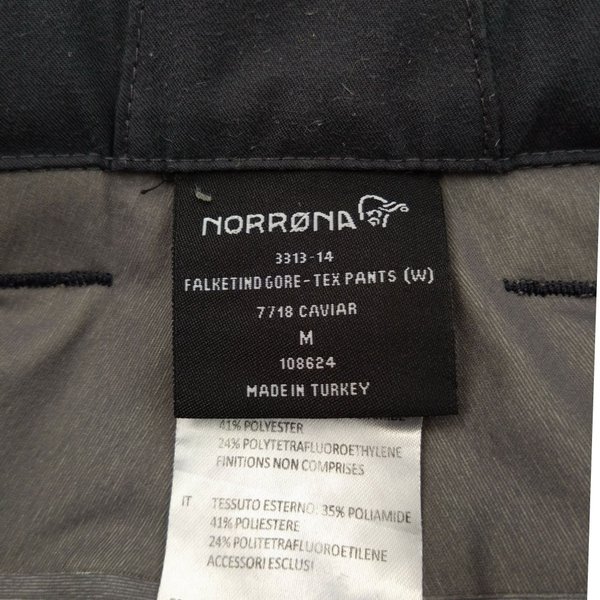 NORRØNA
3313-14
FALKETIND GORE-TEX PANTS (W)
7718 CAVIAR
M
108624
MADE IN TURKEY
41% POLYESTER
24% POLYTETRAFLUOROETHYLENE
FINITIONS NON COMPRISES
IT TESSUTO ESTERNO: 35% POLIAMIDE
41% POLIESTERE
24% POLITETRAFLUOROETILENE
ACCESSORI ESCLUSI